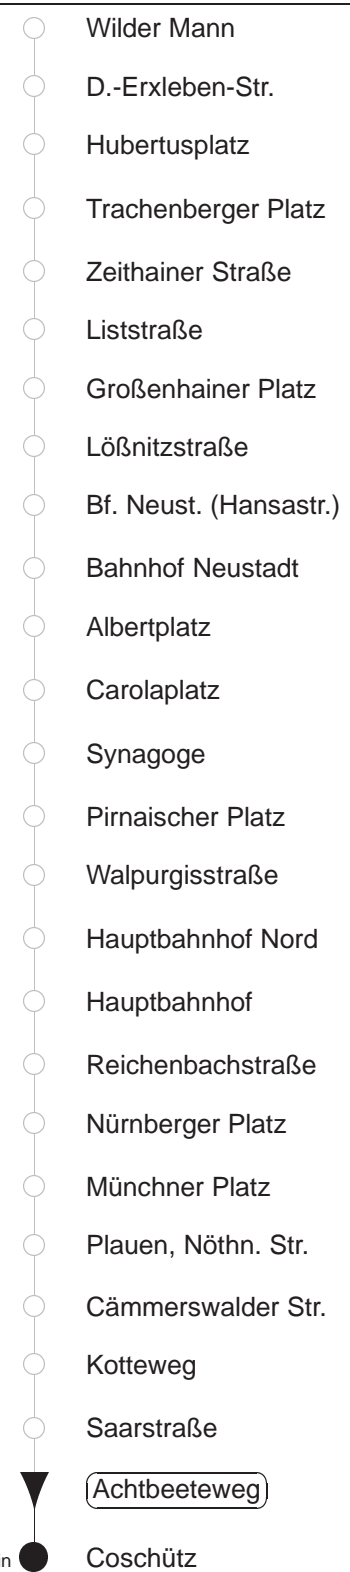 Wilder Mann
D.-Erxleben-Str.
Hubertusplatz
Trachenberger Platz
Zeithainer Straße
Liststraße
Großenhainer Platz
Lößnitzstraße
Bf. Neust. (Hansastr.)
Bahnhof Neustadt
Albertplatz
Carolaplatz
Synagoge
Pirnaischer Platz
Walpurgisstraße
Hauptbahnhof Nord
Hauptbahnhof
Reichenbachstraße
Nürnberger Platz
Münchner Platz
Plauen, Nöthn. Str.
Cämmerswalder Str.
Kotteweg
Saarstraße
Achtbeeteweg
Coschütz